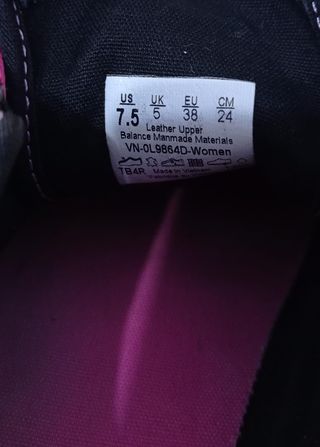 US UK EU CM
7.5 5 38 24
Leather Upper
Balance Manmade Materials
VN-0L9864D-Women
TB4R Made in Vietnam